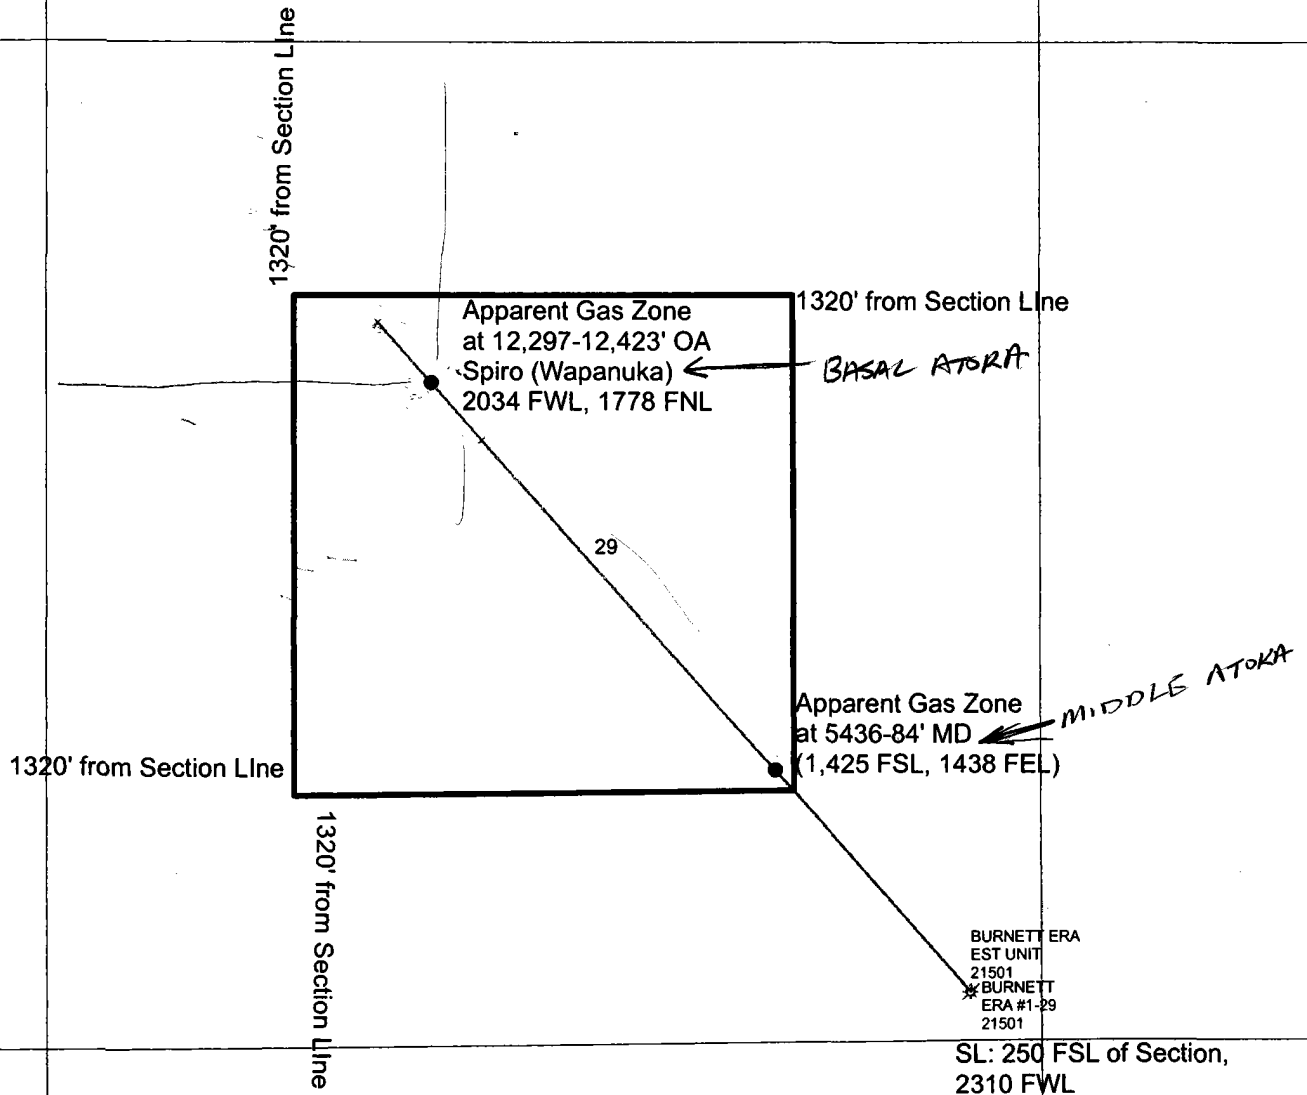 1320' from Section LIne
Apparent Gas Zone
at 12,297-12,423' OA
Spiro (Wapanuka)
2034 FWL, 1778 FNL
1320' from Section LIne
BASAL ATOKA
29
Apparent Gas Zone
at 5436-84' MD
(1,425 FSL, 1438 FEL)
MIDDLE ATOKA
1320' from Section LIne
1320' from Section LIne
BURNETT ERA
EST UNIT
21501
BURNETT
ERA #1-29
21501
SL: 250 FSL of Section,
2310 FWL